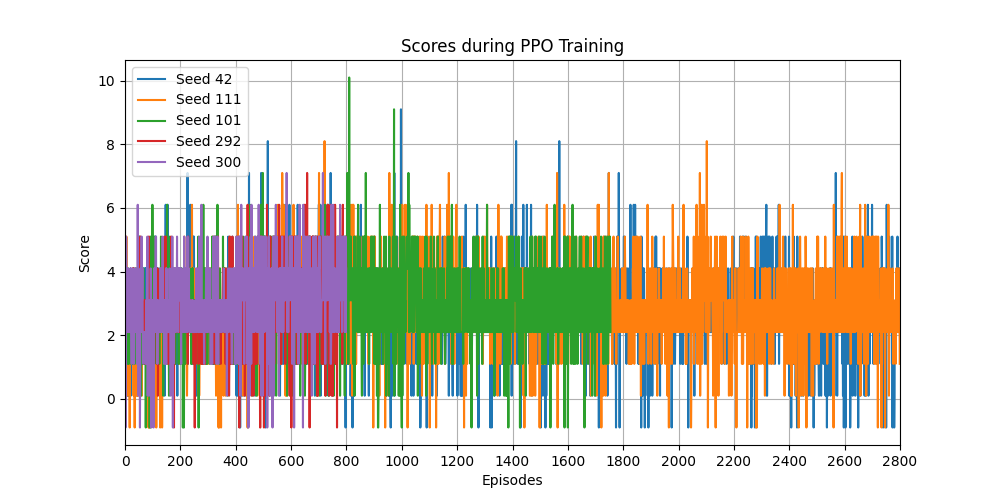 Scores during PPO Training
Seed 42
Seed 111
Seed 101
Seed 292
Seed 300
Score
10
8
6
4
2
0
0 200 400 600 800 1000 1200 1400 1600 1800 2000 2200 2400 2600 2800
Episodes